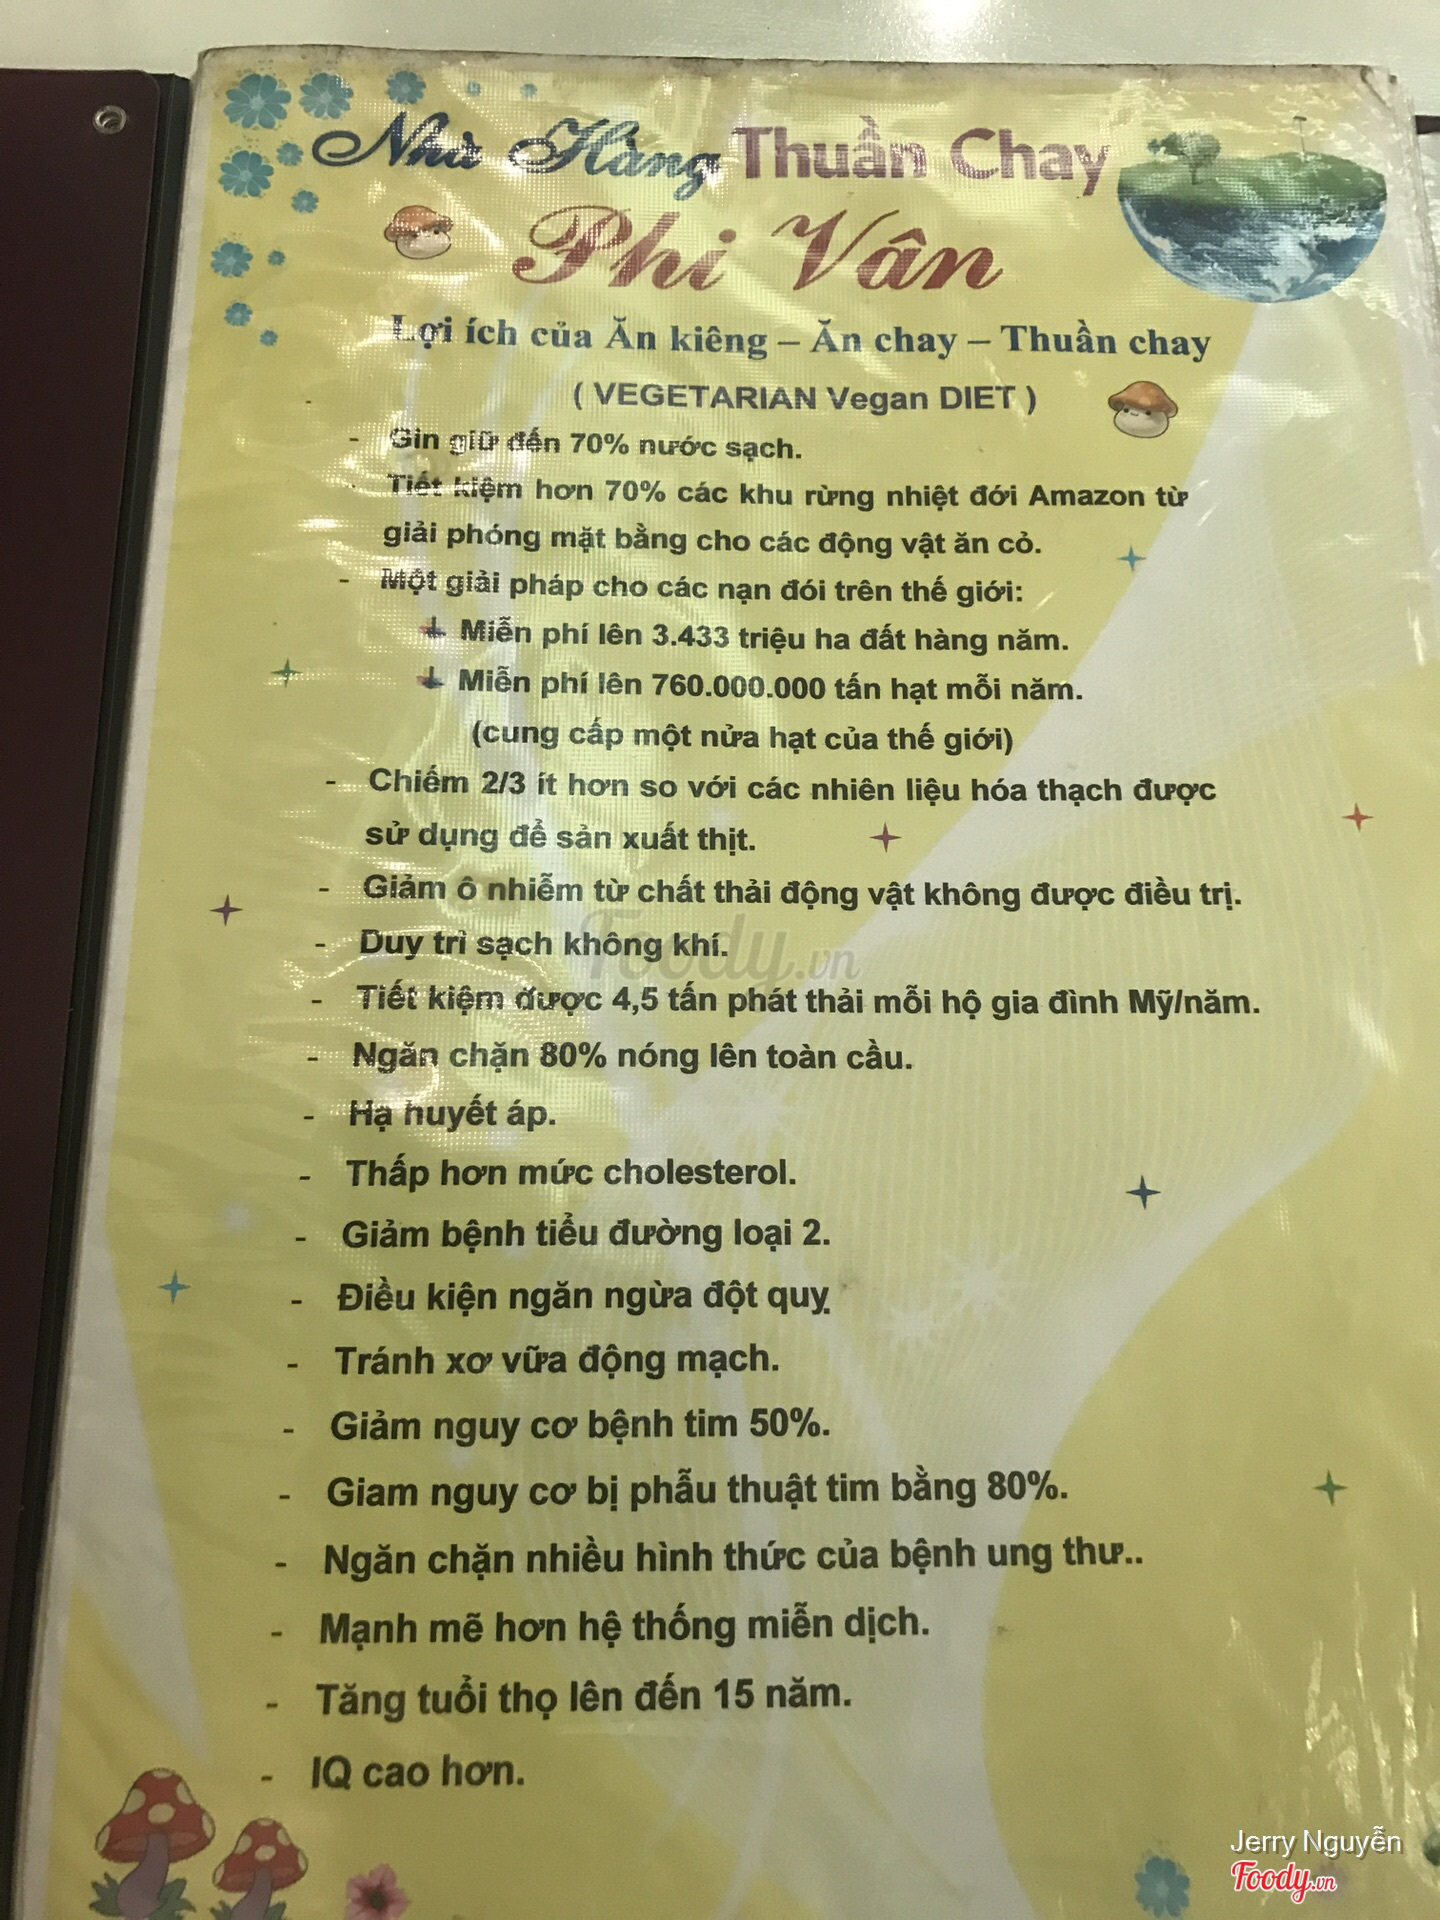 Nhà Hàng Thuần Chay
Phi Vân
Lợi ích của Ăn kiêng – Ăn chay – Thuần chay
( VEGETARIAN Vegan DIET )
- Gin giữ đến 70% nước sạch.
- Tiết kiệm hơn 70% các khu rừng nhiệt đới Amazon từ
giải phóng mặt bằng cho các động vật ăn cỏ.
- Một giải pháp cho các nạn đói trên thế giới:
Miễn phí lên 3.433 triệu ha đất hàng năm.
Miễn phí lên 760.000.000 tấn hạt mỗi năm.
(cung cấp một nửa hạt của thế giới)
- Chiếm 2/3 ít hơn so với các nhiên liệu hóa thạch được
sử dụng để sản xuất thịt.
- Giảm ô nhiễm từ chất thải động vật không được điều trị.
- Duy trì sạch không khí.
- Tiết kiệm được 4,5 tấn phát thải mỗi hộ gia đình Mỹ/năm.
- Ngăn chặn 80% nóng lên toàn cầu.
- Hạ huyết áp.
- Thấp hơn mức cholesterol.
- Giảm bệnh tiểu đường loại 2.
- Điều kiện ngăn ngừa đột quỵ
- Tránh xơ vữa động mạch.
- Giảm nguy cơ bệnh tim 50%.
- Giam nguy cơ bị phẫu thuật tim bằng 80%.
- Ngăn chặn nhiều hình thức của bệnh ung thư..
- Mạnh mẽ hơn hệ thống miễn dịch.
- Tăng tuổi thọ lên đến 15 năm.
- IQ cao hơn.
Foody.vn
Jerry Nguyễn
Foody.vn